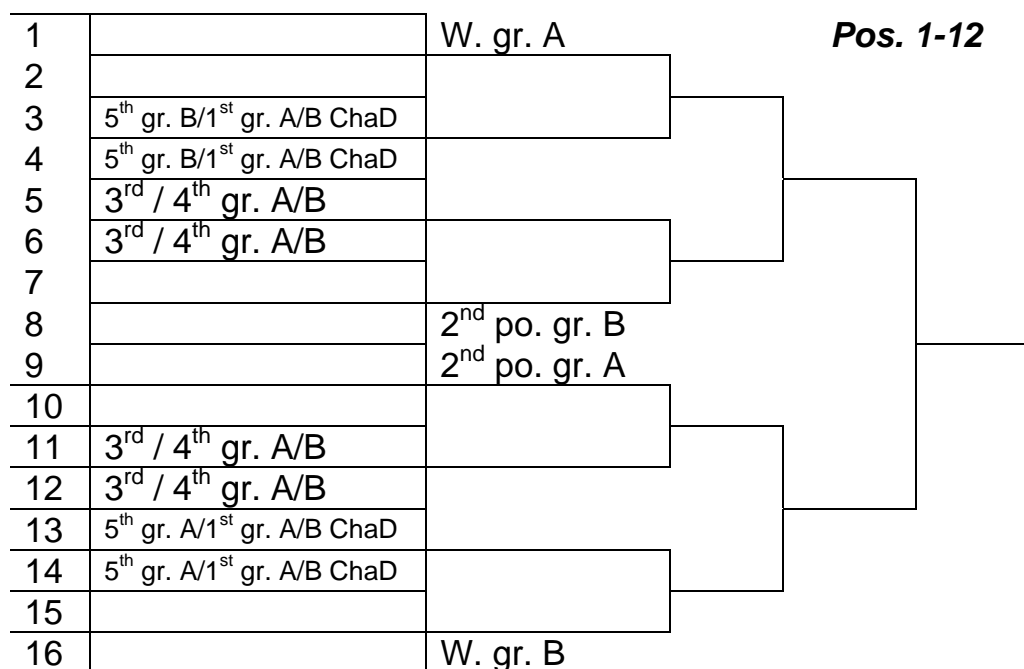 1 W. gr. A Pos. 1-12
2
3 5th gr. B/1st gr. A/B ChaD
4 5th gr. B/1st gr. A/B ChaD
5 3rd / 4th gr. A/B
6 3rd / 4th gr. A/B
7
8 2nd po. gr. B
9 2nd po. gr. A
10
11 3rd / 4th gr. A/B
12 3rd / 4th gr. A/B
13 5th gr. A/1st gr. A/B ChaD
14 5th gr. A/1st gr. A/B ChaD
15
16 W. gr. B